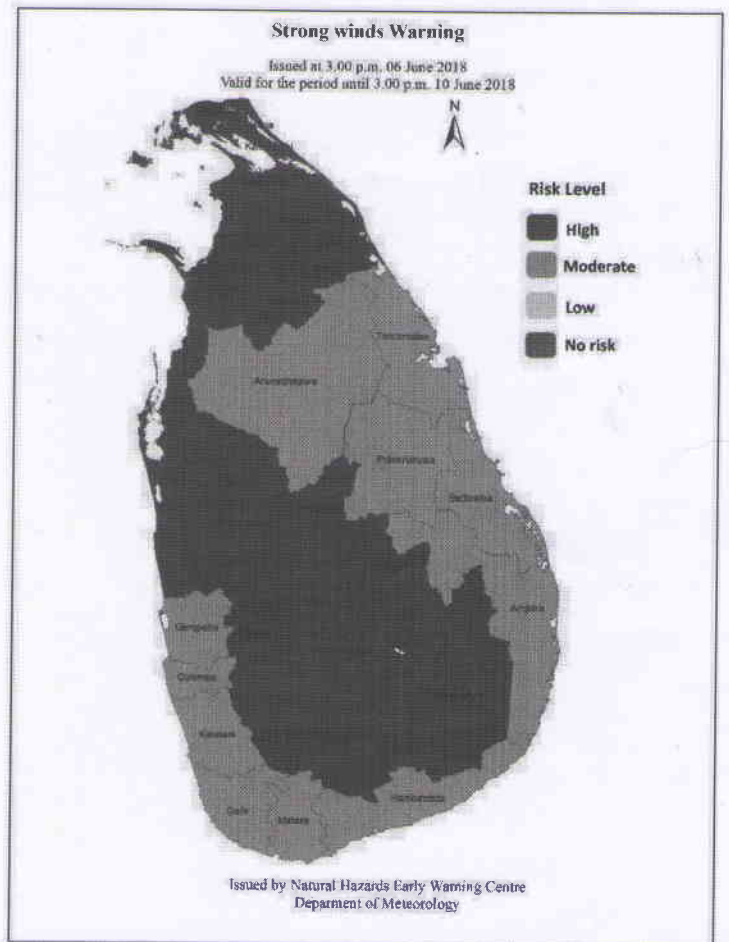 Strong winds Warning
Issued at 3.00 p.m. 06 June 2018
Valid for the period until 3.00 p.m. 10 June 2018
N
Risk Level
High
Moderate
Low
No risk
Trincomalee
Anuradhapura
Polonnaruwa
Batticaloa
Ampara
Gampaha
Colombo
Kalutara
Hambantota
Galle
Matara
Issued by Natural Hazards Early Warning Centre
Deparment of Meteorology